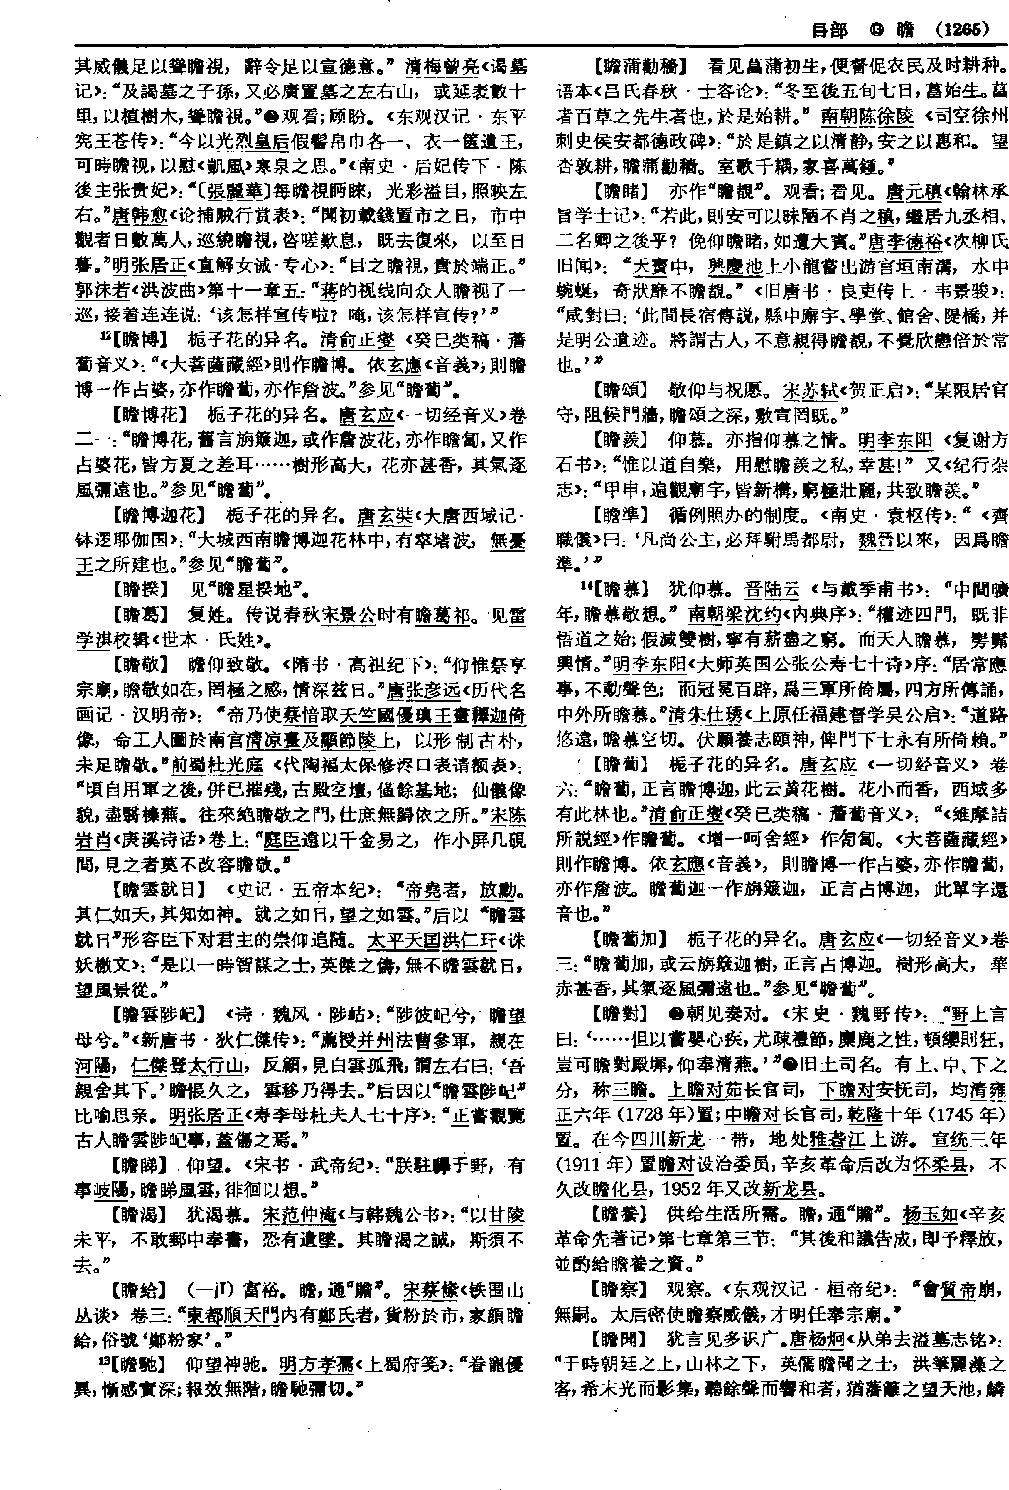 目部 ⑬ 瞻 (1265)
其威儀足以聳瞻視，辭令足以宣德意。”清梅曾亮《谒墓
记》：“及謁墓之子孫，又必廣置墓之左右山，或延袤數十
里，以植樹木，聳瞻視。”❷观看；顾盼。《东观汉记·东平
宪王苍传》：“今以光烈皇后假髻帛巾各一、衣一篋遺王，
可時瞻视，以慰《凱風》寒泉之思。”《南史·后妃传下·陈
後主张贵妃》：“〔張麗華〕每瞻視眄睞，光彩溢目，照映左
右。”唐韩愈《论捕贼行赏表》：“聞初載錢置市之日，市中
觀者日數萬人，巡繞瞻視，咨嗟歎息，既去復來，以至日
暮。”明张居正《直解女诫·专心》：“目之瞻視，貴於端正。”
郭沫若《洪波曲》第十一章五：“蒋的视线向众人瞻视了一
巡，接着连连说：‘该怎样宣传啦？唵，该怎样宣传？’”
12【瞻博】 栀子花的异名。清俞正燮《癸巳类稿·薝
蔔音义》：“《大菩薩藏經》則作瞻博。依玄應《音義》，則瞻
博一作占婆，亦作瞻蔔，亦作詹波。”参见“瞻蔔”。
【瞻博花】 栀子花的异名。唐玄应《一切经音义》卷
二一：“瞻博花，舊言旃簸迦，或作詹波花，亦作瞻匐，又作
占婆花，皆方夏之差耳……樹形高大，花亦甚香，其氣逐
風彌遠也。”参见“瞻蔔”。
【瞻博迦花】 栀子花的异名。唐玄奘《大唐西域记·
钵逻耶伽国》：“大城西南瞻博迦花林中，有窣堵波，無憂
王之所建也。”参见“瞻蔔”。
【瞻揆】 见“瞻星揆地”。
【瞻葛】 复姓。传说春秋宋景公时有瞻葛祁。见雷
学淇校辑《世本·氏姓》。
【瞻敬】 瞻仰致敬。《隋书·高祖纪下》：“仰惟祭享
宗廟，瞻敬如在，罔極之感，情深兹日。”唐张彦远《历代名
画记·汉明帝》：“帝乃使蔡愔取天竺國優瑱王畫釋迦倚
像，命工人圖於南宫清凉臺及顯節陵上，以形制古朴，
未足瞻敬。”前蜀杜光庭《代陶福太保修泠口表请额表》：
“頃自用軍之後，併已摧残，古殿空壇，僅餘基地；仙儀像
貌，盡翳榛蕪。往來絶瞻敬之門，仕庶無歸依之所。”宋陈
岩肖《庚溪诗话》卷上：“庭臣遠以千金易之，作小屏几硯
間，見之者莫不改容瞻敬。”
【瞻雲就日】 《史记·五帝本纪》：“帝堯者，放勳。
其仁如天，其知如神。就之如日，望之如雲。”后以“瞻雲
就日”形容臣下对君主的崇仰追随。太平天囯洪仁玕《诛
妖檄文》：“是以一時智謀之士，英傑之儔，無不瞻雲就日，
望風景從。”
【瞻雲陟屺】 《诗·魏风·陟岵》：“陟彼屺兮，瞻望
母兮。”《新唐书·狄仁傑传》：“薦授并州法曹參軍，親在
河陽，仁傑登太行山，反顧，見白雲孤飛，謂左右曰：‘吾
親舍其下。’瞻悵久之，雲移乃得去。”后因以“瞻雲陟屺”
比喻思亲。明张居正《寿李母杜夫人七十序》：“正嘗觀覽
古人瞻雲陟屺事，蓋傷之焉。”
【瞻睇】 仰望。《宋书·武帝纪》：“朕駐蹕于野，有
事岐陽，瞻睇風雲，徘徊以想。”
【瞻渴】 犹渴慕。宋范仲淹《与韩魏公书》：“以甘陵
未平，不敢郵中奉書，恐有遺墜。其瞻渴之誠，斯須不
去。”
【瞻给】 (—jǐ) 富裕。瞻，通“贍”。宋蔡絛《铁围山
丛谈》卷三：“東都順天門内有鄭氏者，貨粉於市，家頗瞻
給，俗號‘鄭粉家’。”
13【瞻馳】 仰望神驰。明方孝孺《上蜀府笺》：“眷寵優
異，慚惑實深；報效無階，瞻馳彌切。”
【瞻蒲勸穡】 看见菖蒲初生，便督促农民及时耕种。
语本《吕氏春秋·士容论》：“冬至後五旬七日，菖始生。菖
者百草之先生者也，於是始耕。”南朝陈徐陵《司空徐州
刺史侯安都德政碑》：“於是鎮之以清静，安之以惠和。望
杏敦耕，瞻蒲勸穡。室歌千耦，家喜萬鍾。”
【瞻睹】 亦作“瞻覩”。观看；看见。唐元稹《翰林承
旨学士记》：“若此，則安可以昧陋不肖之稹，繼居九丞相、
二名卿之後乎？俛仰瞻睹，如遭大賓。”唐李德裕《次柳氏
旧闻》：“天寶中，興慶池上小龍嘗出游宫垣南溝，水中
蜿蜒，奇狀靡不瞻覩。”《旧唐书·良吏传上·韦景骏》：
“咸對曰：‘此間長宿傳説，縣中廨宇、學堂、館舍、隄橋，并
是明公遺迹。將謂古人，不意親得瞻覩，不覺欣戀倍於常
也。’”
【瞻頌】 敬仰与祝愿。宋苏轼《贺正启》：“某限居官
守，阻候門牆，瞻頌之深，敷宣罔既。”
【瞻羡】 仰慕。亦指仰慕之情。明李东阳《复谢方
石书》：“惟以道自樂，用慰瞻羡之私，幸甚！”又《纪行杂
志》：“甲申，遍觀廟宇，皆新構，窮極壯麗，共致瞻羡。”
【瞻準】 循例照办的制度。《南史·袁枢传》：“《齊
職儀》曰：‘凡尚公主，必拜駙馬都尉，魏晉以來，因爲瞻
準。’”
14【瞻慕】 犹仰慕。晋陆云《与戴季甫书》：“中間曠
年，瞻慕敬想。”南朝梁沈约《内典序》：“權迹四門，既非
悟道之始；假滅雙樹，寧有薪盡之窮。而天人瞻慕，髣髴
興情。”明李东阳《大师英国公张公寿七十诗》序：“居常應
事，不動聲色；而冠冕百辟，爲三軍所倚屬，四方所傳誦，
中外所瞻慕。”清朱仕琇《上原任福建督学吴公启》：“道路
悠遠，瞻慕空切。伏願養志頤神，俾門下士永有所倚賴。”
【瞻蔔】 栀子花的异名。唐玄应《一切经音义》卷
六：“瞻蔔，正言瞻博迦，此云黄花樹。花小而香，西域多
有此林也。”清俞正燮《癸巳类稿·薝蔔音义》：“《維摩詰
所說經》作瞻蔔。《增一呵含經》作匐匐。《大菩薩藏經》
則作瞻博。依玄應《音義》，則瞻博一作占婆，亦作瞻蔔，
亦作詹波。瞻蔔迦一作旃簸迦，正言占博迦，此單字還
音也。”
【瞻蔔加】 栀子花的异名。唐玄应《一切经音义》卷
三：“瞻蔔加，或云旃簸迦樹，正言占博迦。樹形高大，華
亦甚香，其氣逐風彌遠也。”参见“瞻蔔”。
【瞻對】 ❶朝见奏对。《宋史·魏野传》：“野上言
曰：‘……但以嘗嬰心疾，尤疎禮節，麋鹿之性，頓纓則狂，
豈可瞻對殿墀，仰奉清燕。’”❷旧土司名。有上、中、下之
分，称三瞻。上瞻对茹长官司，下瞻对安抚司，均清雍
正六年(1728年)置；中瞻对长官司，乾隆十年(1745年)
置。在今四川新龙一带，地处雅砻江上游。宣统三年
(1911年)置瞻对设治委员，辛亥革命后改为怀柔县，不
久改瞻化县，1952年又改新龙县。
【瞻養】 供给生活所需。瞻，通“贍”。杨玉如《辛亥
革命先著记》第七章第三节：“其後和議告成，即予釋放，
並酌給瞻養之資。”
【瞻察】 观察。《东观汉记·桓帝纪》：“會質帝崩，
無嗣。太后密使瞻察威儀，才明任奉宗廟。”
【瞻聞】 犹言见多识广。唐杨炯《从弟去溢墓志铭》：
“于時朝廷之上，山林之下，英儒瞻聞之士，洪筆麗藻之
客，希末光而影集，聽餘聲而響和者，猶藩籬之望天池，鱗